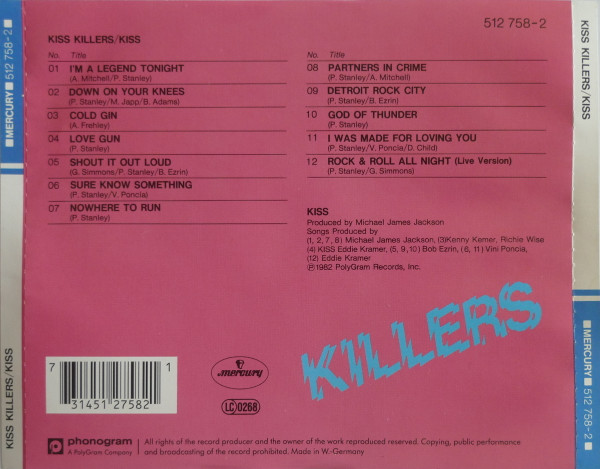 512 758-2
KISS KILLERS/KISS
No. Title
01 I'M A LEGEND TONIGHT
(A. Mitchell/P. Stanley)
02 DOWN ON YOUR KNEES
(P. Stanley/M. Japp/B. Adams)
03 COLD GIN
(A. Frehley)
04 LOVE GUN
(P. Stanley)
05 SHOUT IT OUT LOUD
(G. Simmons/P. Stanley/B. Ezrin)
06 SURE KNOW SOMETHING
(P. Stanley/V. Poncia)
07 NOWHERE TO RUN
(P. Stanley)
No. Title
08 PARTNERS IN CRIME
(P. Stanley/A. Mitchell)
09 DETROIT ROCK CITY
(P. Stanley/B. Ezrin)
10 GOD OF THUNDER
(P. Stanley)
11 I WAS MADE FOR LOVING YOU
(P. Stanley/V. Poncia/D. Child)
12 ROCK & ROLL ALL NIGHT (Live Version)
(P. Stanley/G. Simmons)
KISS
Produced by Michael James Jackson
Songs Produced by
(1, 2, 7, 8) Michael James Jackson, (3)Kenny Kerner, Richie Wise
(4) KISS Eddie Kramer, (5, 9, 10) Bob Ezrin, (6, 11) Vini Poncia,
(12) Eddie Kramer
Ⓟ1982 PolyGram Records, Inc.
KILLERS
7 31451 27582 1
mercury
LC 0268
phonogram
A PolyGram Company
All rights of the record producer and the owner of the work reproduced reserved. Copying, public performance
and broadcasting of the record prohibited. Made in W.-Germany
KISS KILLERS/KISS
■MERCURY■ 512 758-2■
KISS KILLERS/KISS
■MERCURY■ 512 758-2■